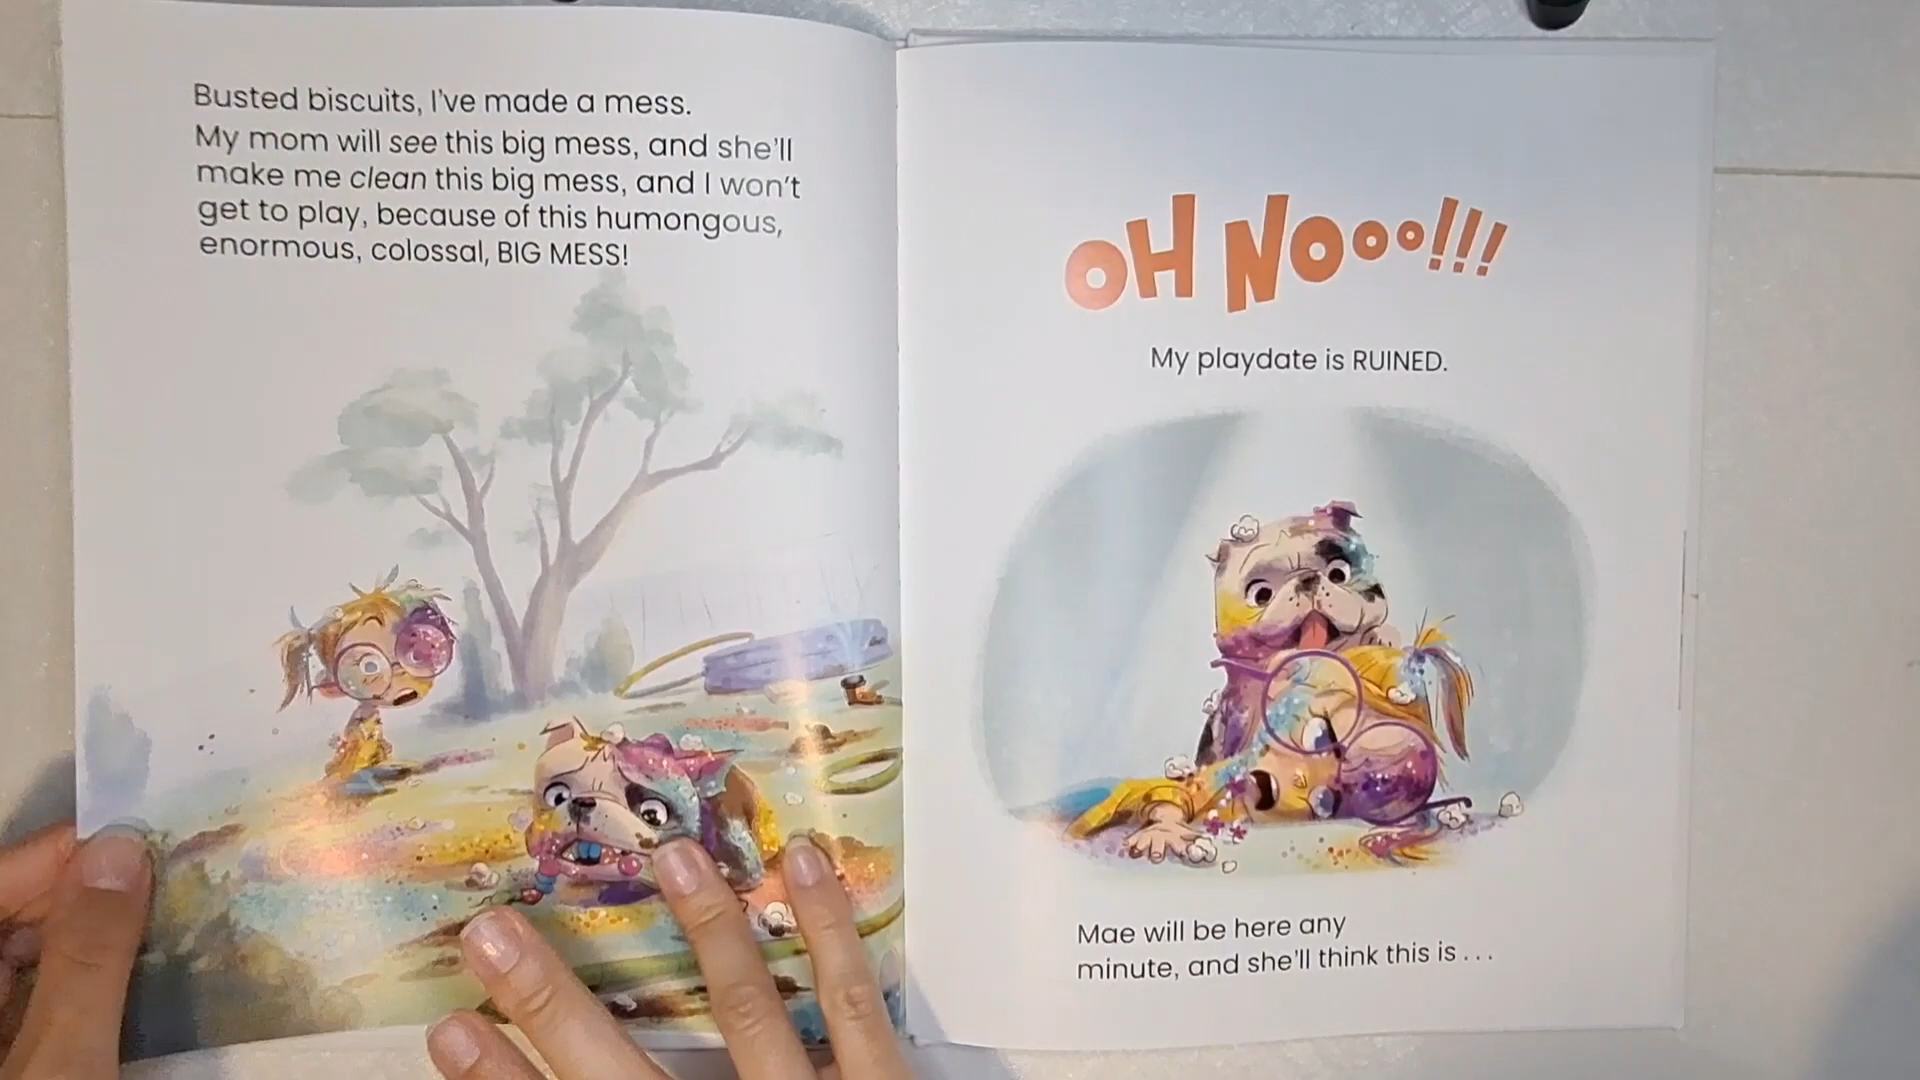 Busted biscuits, I've made a mess.
My mom will see this big mess, and she'll
make me clean this big mess, and I won't
get to play, because of this humongous,
enormous, colossal, BIG MESS!
OH NOooo!!!
My playdate is RUINED.
Mae will be here any
minute, and she'll think this is . . .